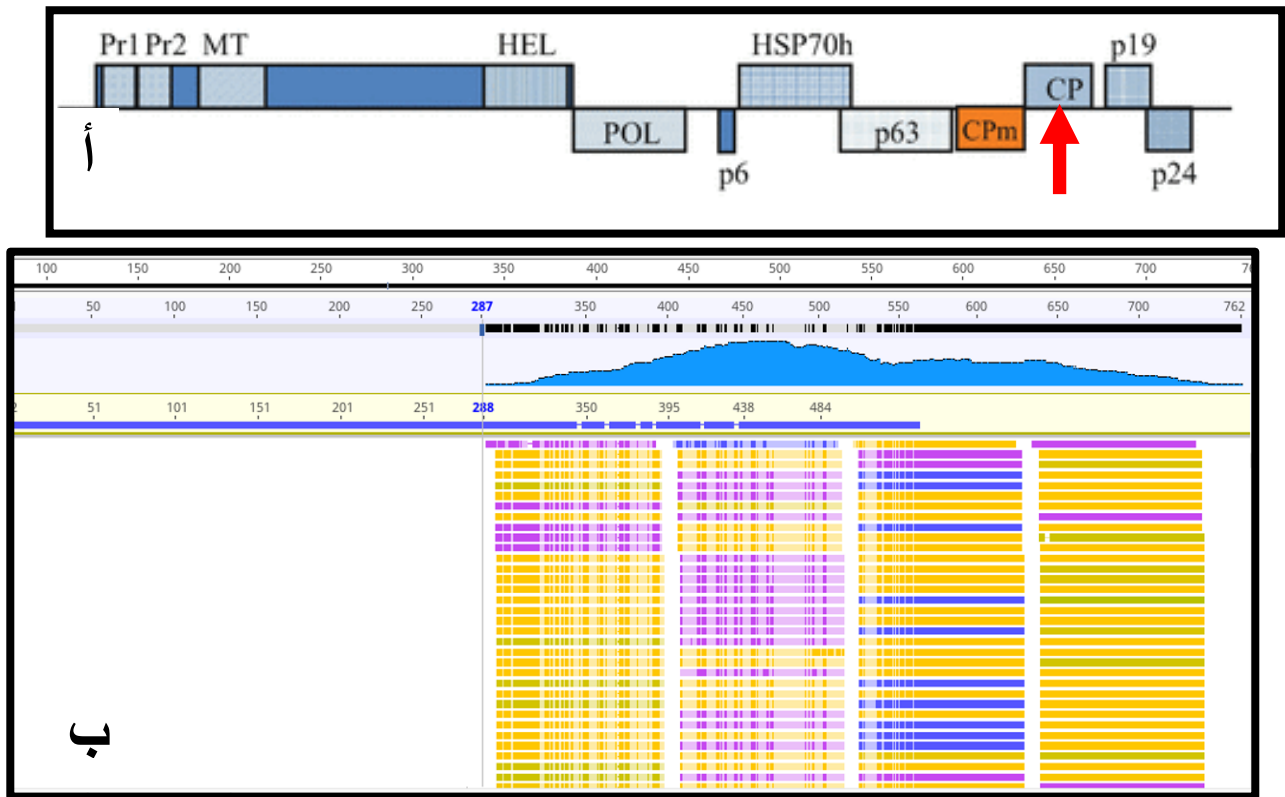 Pr1 Pr2 MT HEL HSP70h p19
CP
أ
POL p63 CPm
p6 p24
100 150 200 250 300 350 400 450 500 550 600 650 700
50 100 150 200 250 287 350 400 450 500 550 600 650 700 762
51 101 151 201 251 288 350 395 438 484
ب